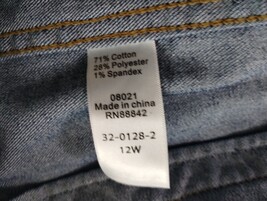 71% Cotton
28% Polyester
1% Spandex
08021
Made in china
RN88842
32-0128-2
12W